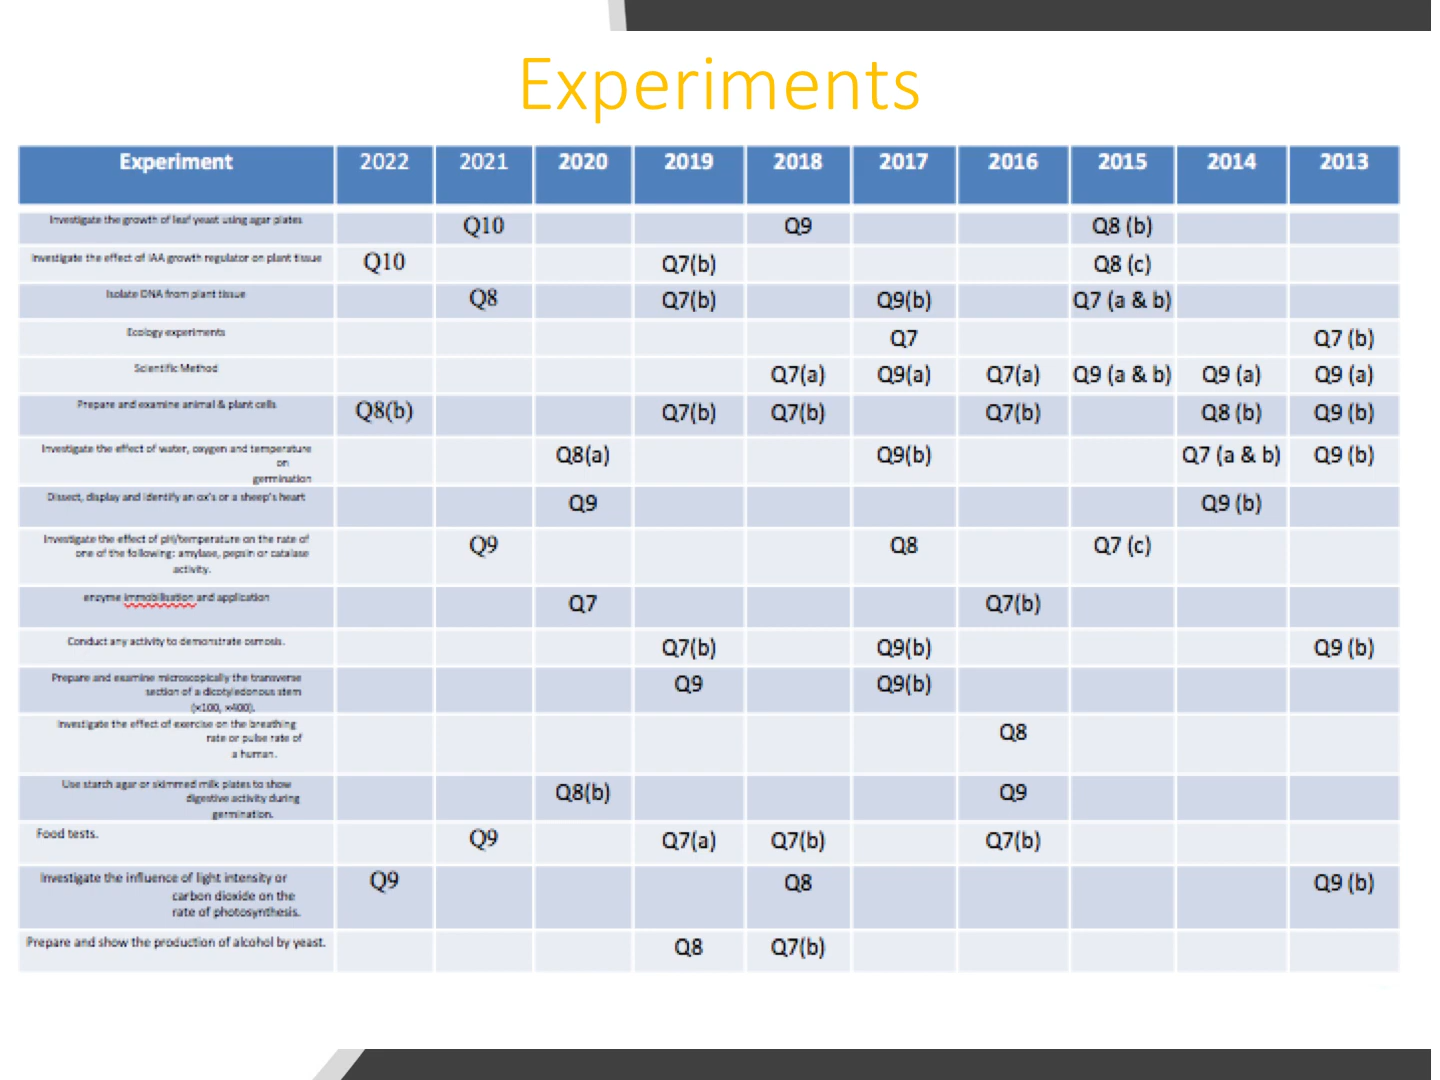 Experiments
Experiment 2022 2021 2020 2019 2018 2017 2016 2015 2014 2013
Investigate the growth of leaf yeast using agar plates Q10 Q9 Q8 (b)
Investigate the effect of IAA growth regulator on plant tissue Q10 Q7(b) Q8 (c)
Isolate DNA from plant tissue Q8 Q7(b) Q9(b) Q7 (a & b)
Ecology experiments Q7 Q7 (b)
Scientific Method Q7(a) Q9(a) Q7(a) Q9 (a & b) Q9 (a) Q9 (a)
Prepare and examine animal & plant cells Q8(b) Q7(b) Q7(b) Q7(b) Q8 (b) Q9 (b)
Investigate the effect of water, oxygen and temperature
on
germination Q8(a) Q9(b) Q7 (a & b) Q9 (b)
Dissect, display and identify an ox's or a sheep's heart Q9 Q9 (b)
Investigate the effect of pH/temperature on the rate of
one of the following: amylase, pepsin or catalase
activity. Q9 Q8 Q7 (c)
enzyme immobilisation and application Q7 Q7(b)
Conduct any activity to demonstrate osmosis. Q7(b) Q9(b) Q9 (b)
Prepare and examine microscopically the transverse
section of a dicotyledonous stem
(×100, ×400). Q9 Q9(b)
Investigate the effect of exercise on the breathing
rate or pulse rate of
a human. Q8
Use starch agar or skimmed milk plates to show
digestive activity during
germination. Q8(b) Q9
Food tests. Q9 Q7(a) Q7(b) Q7(b)
Investigate the influence of light intensity or
carbon dioxide on the
rate of photosynthesis. Q9 Q8 Q9 (b)
Prepare and show the production of alcohol by yeast. Q8 Q7(b)